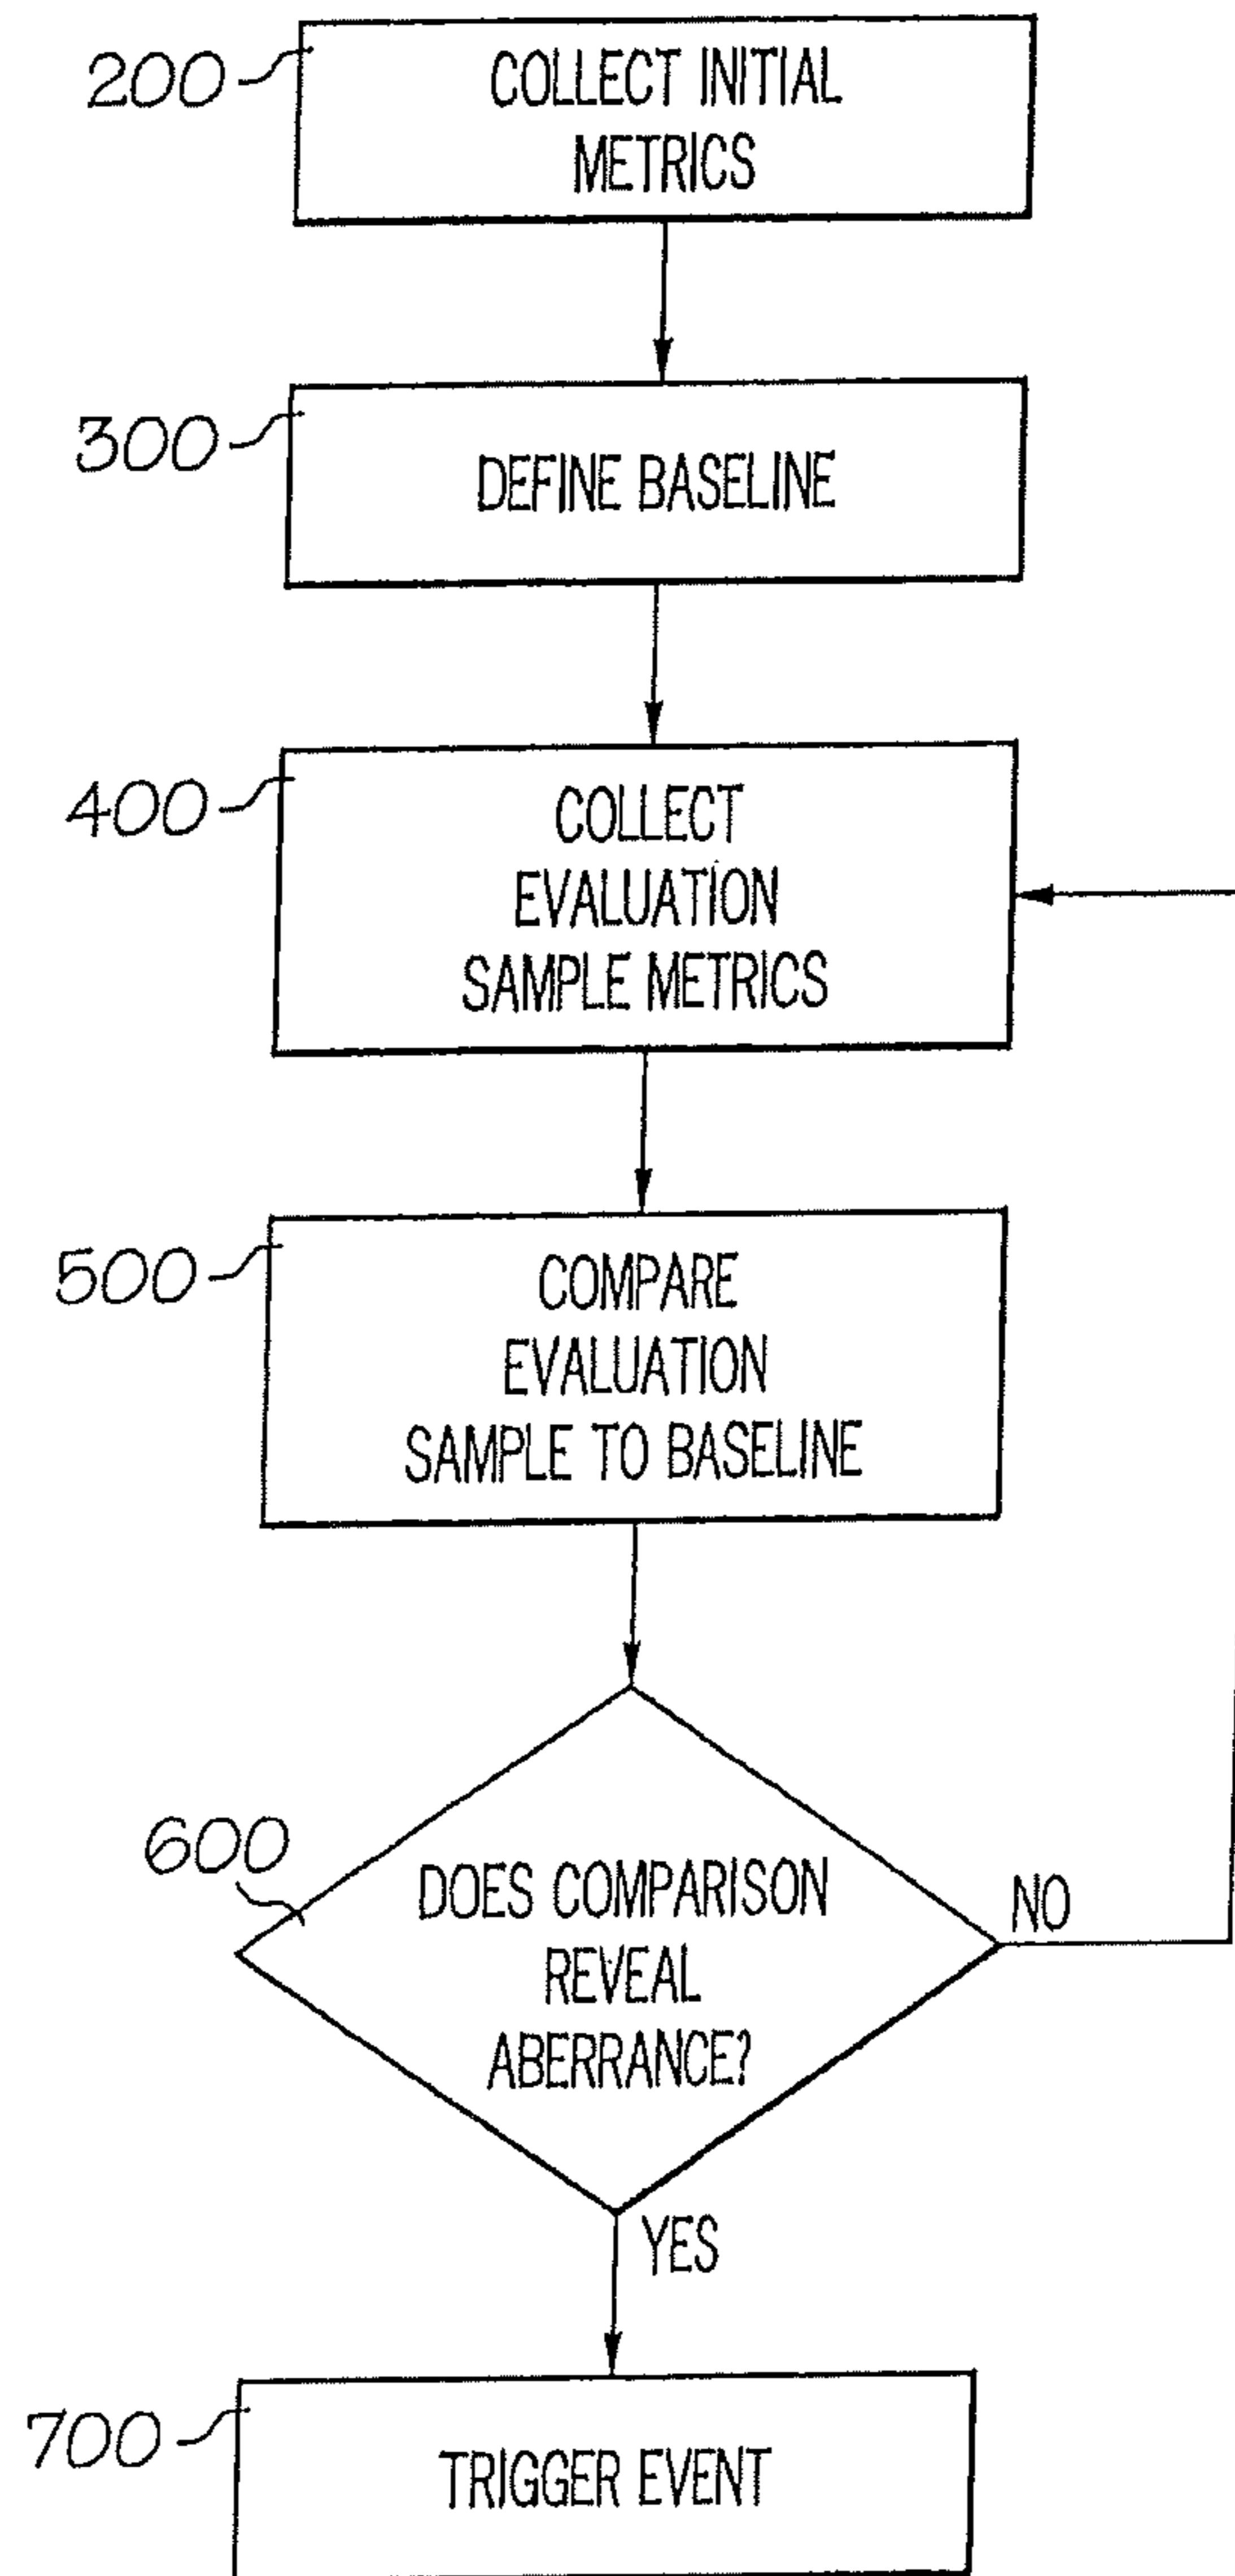 200
COLLECT INITIAL
METRICS
300
DEFINE BASELINE
400
COLLECT
EVALUATION
SAMPLE METRICS
500
COMPARE
EVALUATION
SAMPLE TO BASELINE
600
DOES COMPARISON
REVEAL
ABERRANCE?
NO
YES
700
TRIGGER EVENT